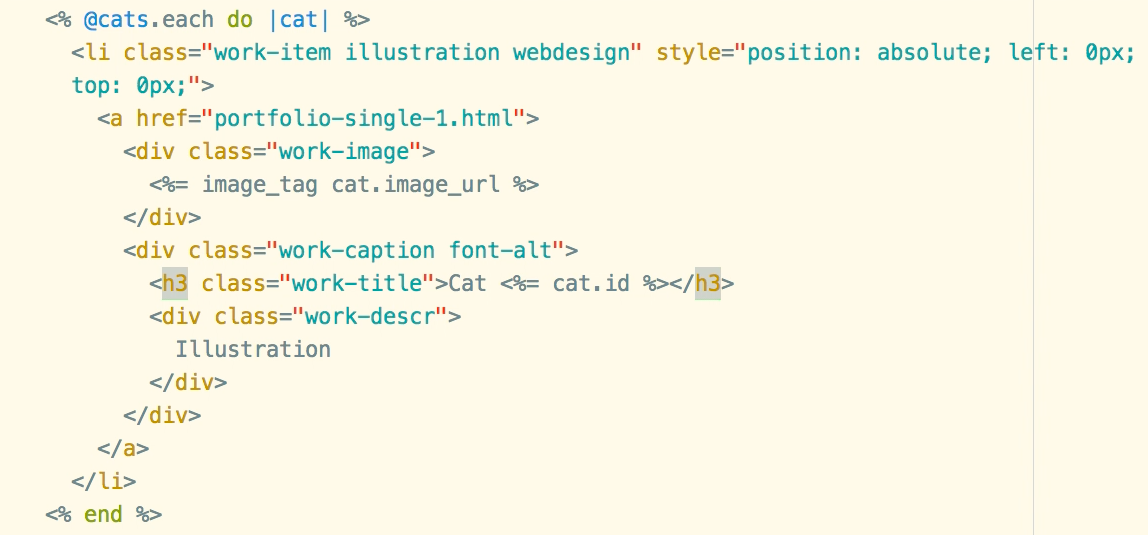 <% @cats.each do |cat| %>
<li class="work-item illustration webdesign" style="position: absolute; left: 0px;
top: 0px;">
<a href="portfolio-single-1.html">
<div class="work-image">
<%= image_tag cat.image_url %>
</div>
<div class="work-caption font-alt">
<h3 class="work-title">Cat <%= cat.id %></h3>
<div class="work-descr">
Illustration
</div>
</div>
</a>
</li>
<% end %>